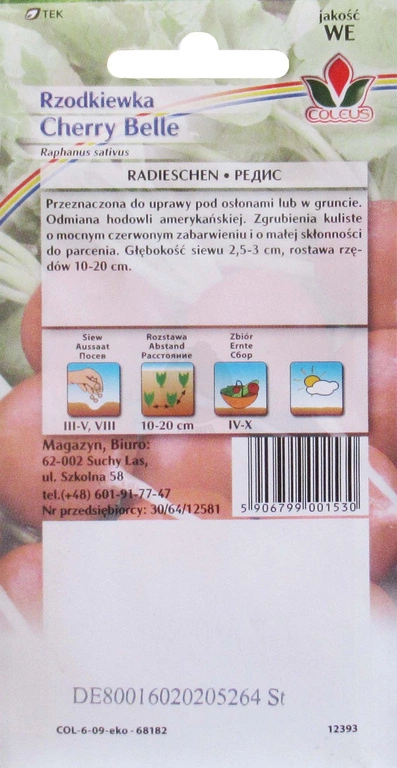 TEK
jakość
WE
Rzodkiewka
Cherry Belle
Raphanus sativus
COLEUS
RADIESCHEN • РЕДИС
Przeznaczona do uprawy pod osłonami lub w gruncie.
Odmiana hodowli amerykańskiej. Zgrubienia kuliste
o mocnym czerwonym zabarwieniu i o małej skłonności
do parcenia. Głębokość siewu 2,5-3 cm, rostawa rzę-
dów 10-20 cm.
Siew
Aussaat
Посев
Rozstawa
Abstand
Расстояние
Zbiór
Ernte
Сбор
III-V, VIII
10-20 cm
IV-X
Magazyn, Biuro:
62-002 Suchy Las,
ul. Szkolna 58
tel.(+48) 601-91-77-47
Nr przedsiębiorcy: 30/64/12581
5 906799 001530
DE80016020205264 St
COL-6-09-eko - 68182
12393